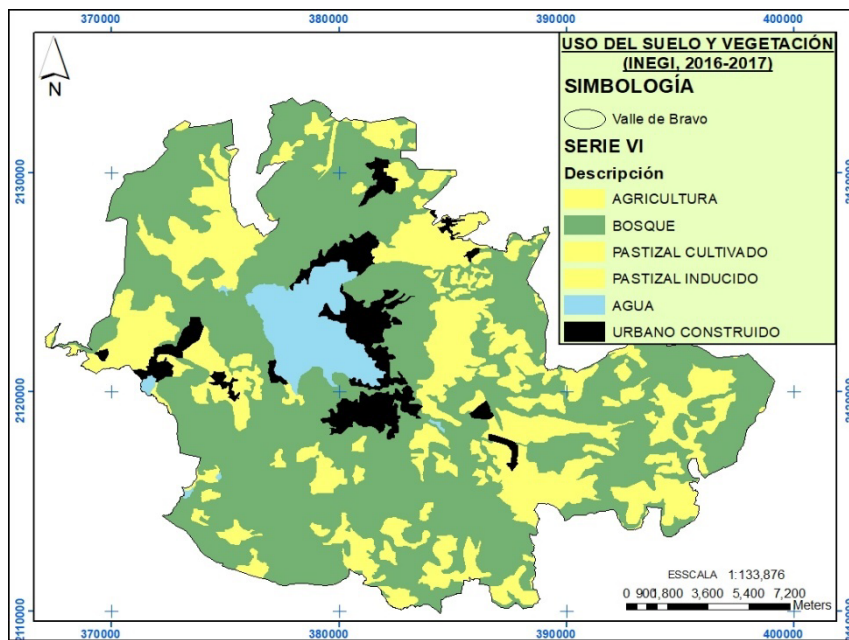 370000 380000 390000 400000
USO DEL SUELO Y VEGETACIÓN
(INEGI, 2016-2017)
SIMBOLOGÍA
Valle de Bravo
SERIE VI
Descripción
AGRICULTURA
BOSQUE
PASTIZAL CULTIVADO
PASTIZAL INDUCIDO
AGUA
URBANO CONSTRUIDO
N
2130000
2120000
2110000
ESSCALA 1:133,876
0 900 1,800 3,600 5,400 7,200
Meters
370000 380000 390000 400000